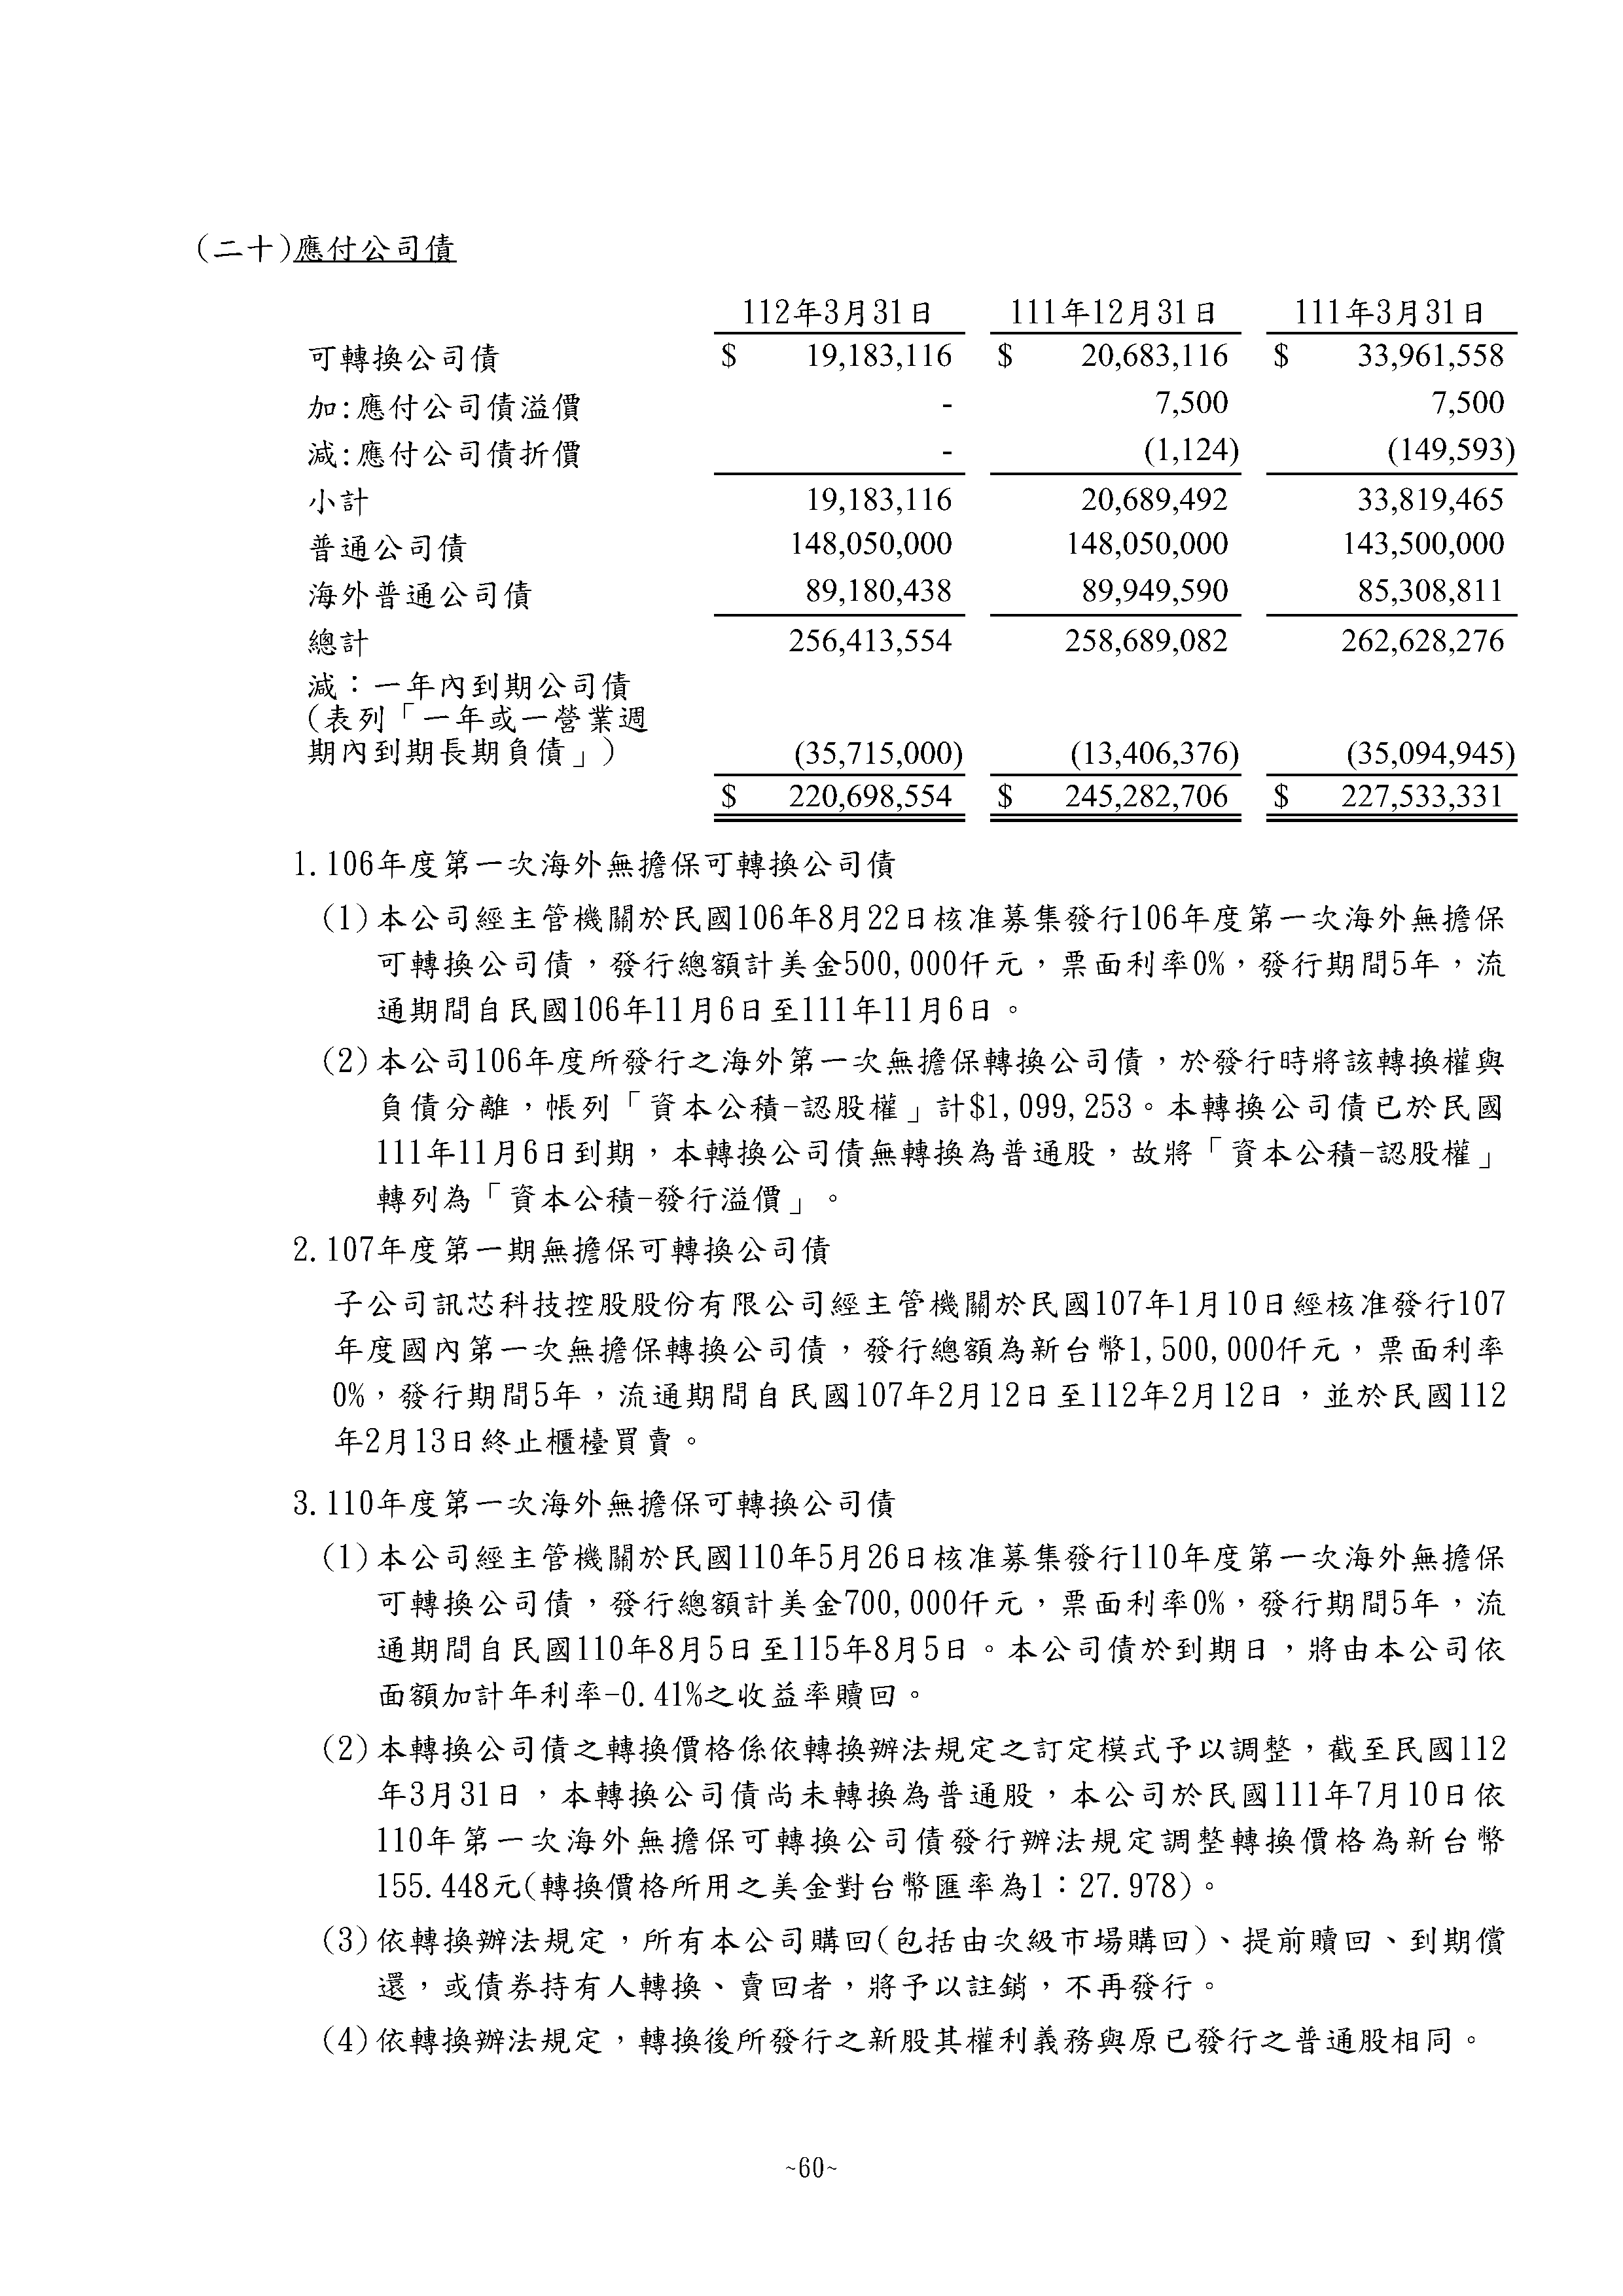 (二十)應付公司債
112年3月31日 111年12月31日 111年3月31日
可轉換公司債 $ 19,183,116 $ 20,683,116 $ 33,961,558
加:應付公司債溢價 - 7,500 7,500
減:應付公司債折價 - (1,124) (149,593)
小計 19,183,116 20,689,492 33,819,465
普通公司債 148,050,000 148,050,000 143,500,000
海外普通公司債 89,180,438 89,949,590 85,308,811
總計 256,413,554 258,689,082 262,628,276
減：一年內到期公司債
(表列「一年或一營業週
期內到期長期負債」) (35,715,000) (13,406,376) (35,094,945)
$ 220,698,554 $ 245,282,706 $ 227,533,331
1.106年度第一次海外無擔保可轉換公司債
(1)本公司經主管機關於民國106年8月22日核准募集發行106年度第一次海外無擔保
可轉換公司債，發行總額計美金500,000仟元，票面利率0%，發行期間5年，流
通期間自民國106年11月6日至111年11月6日。
(2)本公司106年度所發行之海外第一次無擔保轉換公司債，於發行時將該轉換權與
負債分離，帳列「資本公積-認股權」計$1,099,253。本轉換公司債已於民國
111年11月6日到期，本轉換公司債無轉換為普通股，故將「資本公積-認股權」
轉列為「資本公積-發行溢價」。
2.107年度第一期無擔保可轉換公司債
子公司訊芯科技控股股份有限公司經主管機關於民國107年1月10日經核准發行107
年度國內第一次無擔保轉換公司債，發行總額為新台幣1,500,000仟元，票面利率
0%，發行期間5年，流通期間自民國107年2月12日至112年2月12日，並於民國112
年2月13日終止櫃檯買賣。
3.110年度第一次海外無擔保可轉換公司債
(1)本公司經主管機關於民國110年5月26日核准募集發行110年度第一次海外無擔保
可轉換公司債，發行總額計美金700,000仟元，票面利率0%，發行期間5年，流
通期間自民國110年8月5日至115年8月5日。本公司債於到期日，將由本公司依
面額加計年利率-0.41%之收益率贖回。
(2)本轉換公司債之轉換價格係依轉換辦法規定之訂定模式予以調整，截至民國112
年3月31日，本轉換公司債尚未轉換為普通股，本公司於民國111年7月10日依
110年第一次海外無擔保可轉換公司債發行辦法規定調整轉換價格為新台幣
155.448元(轉換價格所用之美金對台幣匯率為1：27.978)。
(3)依轉換辦法規定，所有本公司購回(包括由次級市場購回)、提前贖回、到期償
還，或債券持有人轉換、賣回者，將予以註銷，不再發行。
(4)依轉換辦法規定，轉換後所發行之新股其權利義務與原已發行之普通股相同。
~60~